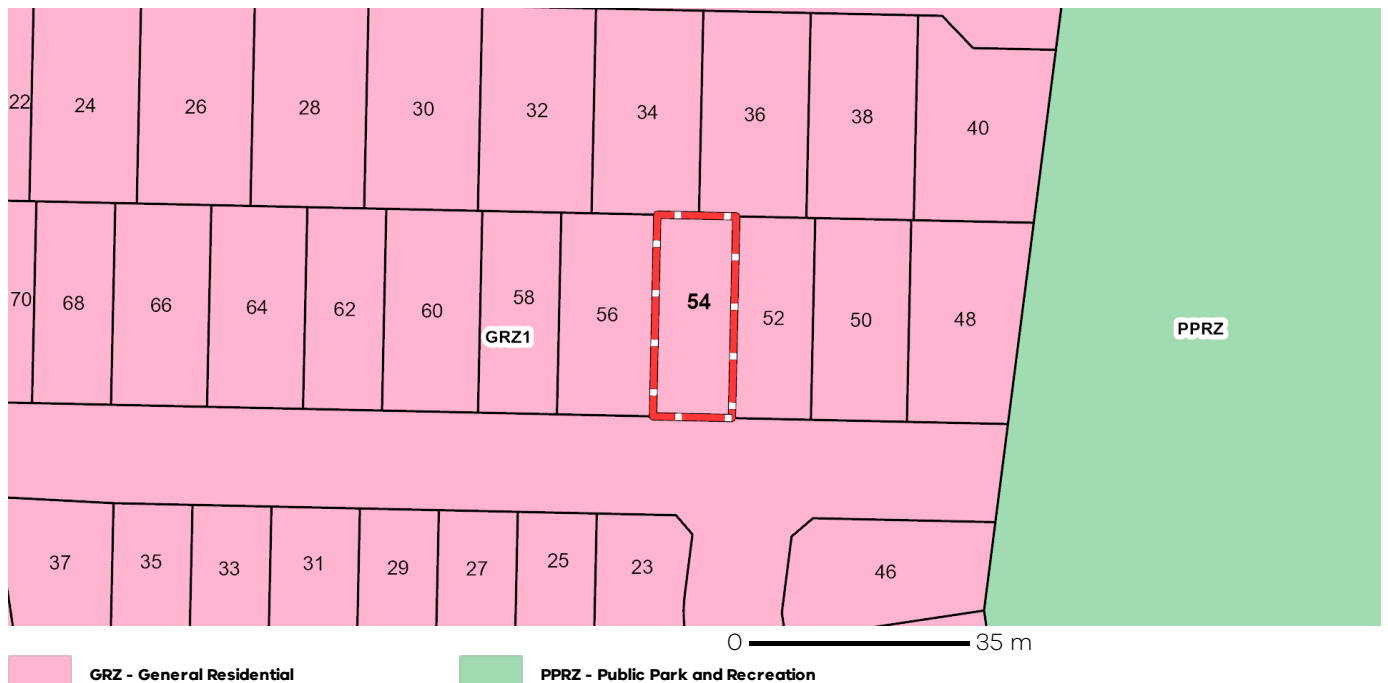 22 24 26 28 30 32 34 36 38 40
70 68 66 64 62 60 58 56 54 52 50 48
GRZ1 PPRZ
37 35 33 31 29 27 25 23 46
0 35 m
GRZ - General Residential PPRZ - Public Park and Recreation